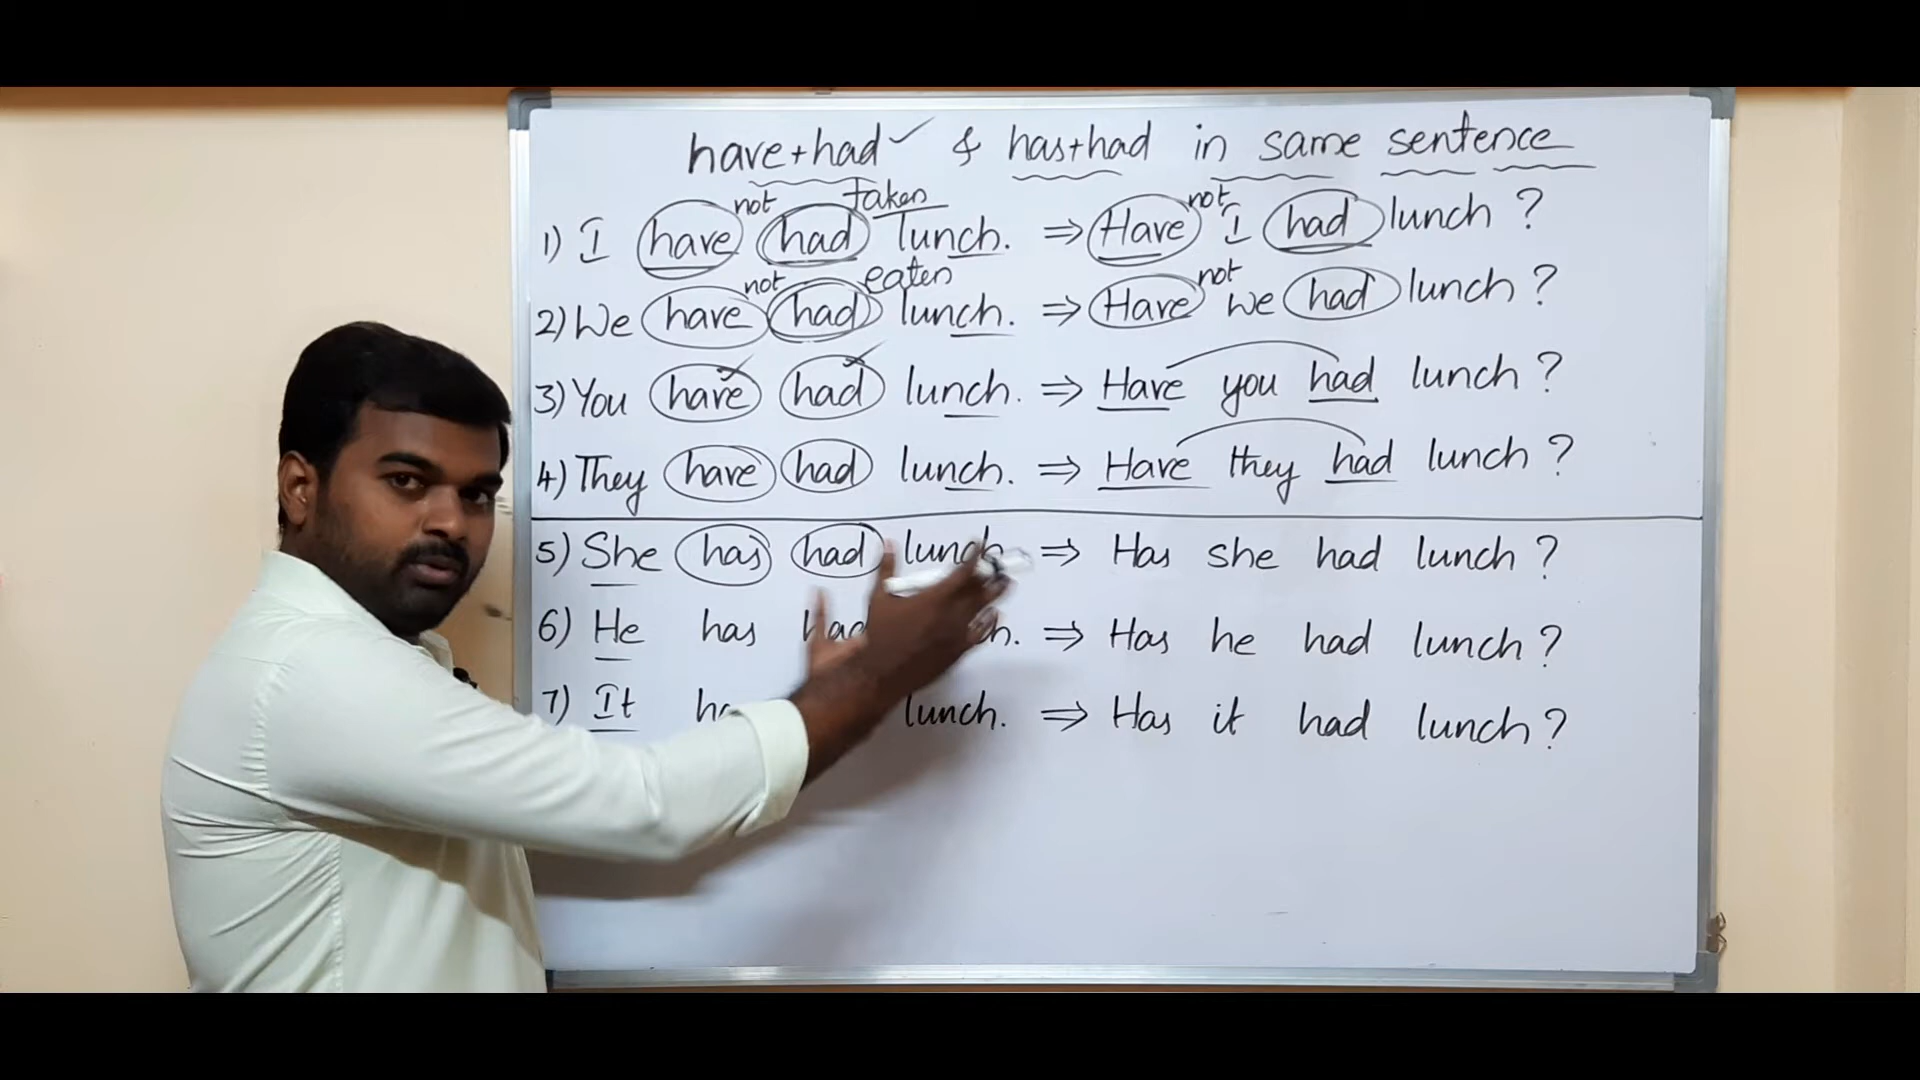 have+had & has+had in same sentence
not taken not
1) I have had lunch. ⇒ Have I had lunch ?
not eaten not
2) We have had lunch. ⇒ Have we had lunch ?
3) You have had lunch. ⇒ Have you had lunch ?
4) They have had lunch. ⇒ Have they had lunch ?
5) She has had lunch ⇒ Has she had lunch ?
6) He has had ⇒ Has he had lunch ?
7) It lunch. ⇒ Has it had lunch ?